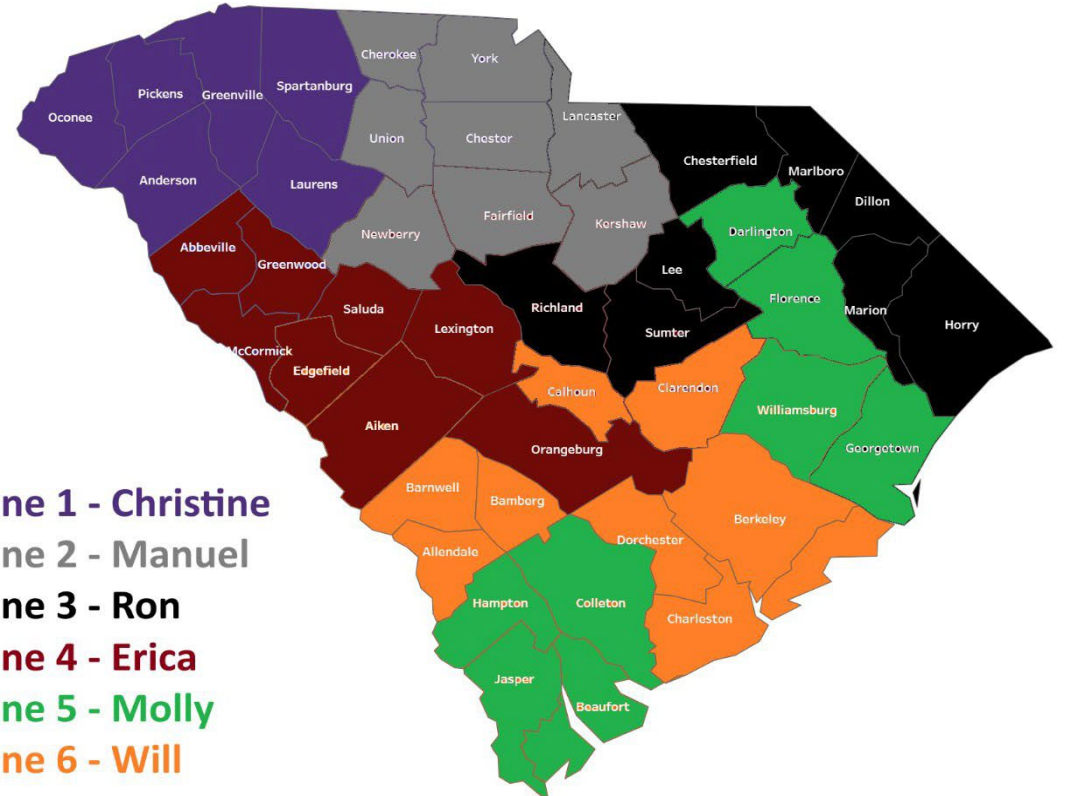 Cherokee
York
Spartanburg
Pickens
Greenville
Oconee
Lancaster
Union
Chester
Chesterfield
Marlboro
Anderson
Laurens
Dillon
Fairfield
Kershaw
Darlington
Newberry
Abbeville
Greenwood
Lee
Florence
Richland
Saluda
Marion
Lexington
Sumter
Horry
McCormick
Edgefield
Calhoun
Clarendon
Williamsburg
Aiken
Orangeburg
Georgetown
Barnwell
Bamberg
Berkeley
Dorchester
Allendale
Hampton
Colleton
Charleston
Jasper
Beaufort
ne 1 - Christine
ne 2 - Manuel
ne 3 - Ron
ne 4 - Erica
ne 5 - Molly
ne 6 - Will